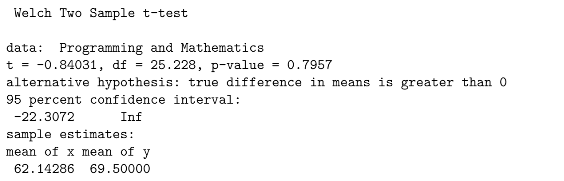 Welch Two Sample t-test
data: Programming and Mathematics
t = -0.84031, df = 25.228, p-value = 0.7957
alternative hypothesis: true difference in means is greater than 0
95 percent confidence interval:
-22.3072 Inf
sample estimates:
mean of x mean of y
62.14286 69.50000